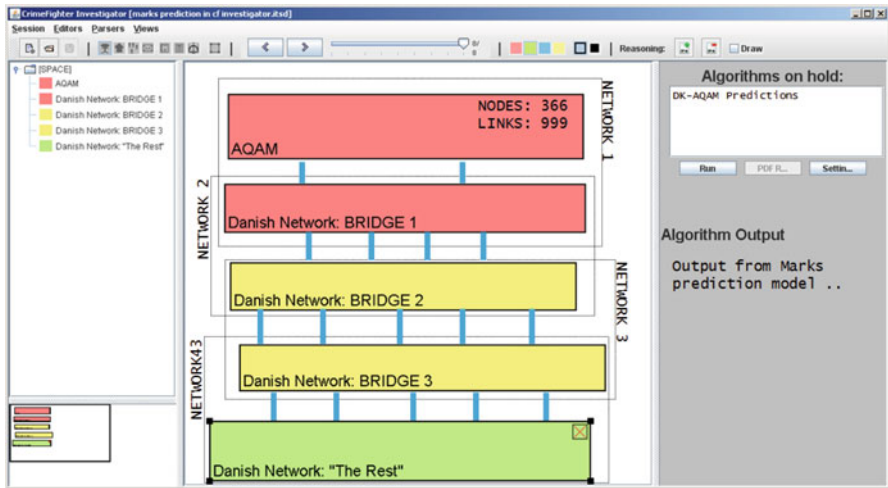 CrimeFighter Investigator [marks prediction in cf investigator.itsd]
Session Editors Parsers Views
Reasoning:
Draw
[SPACE]
AQAM
Danish Network: BRIDGE 1
Danish Network: BRIDGE 2
Danish Network: BRIDGE 3
Danish Network: "The Rest"
NODES: 366
LINKS: 999
AQAM
NETWORK 1
NETWORK 2
Danish Network: BRIDGE 1
Danish Network: BRIDGE 2
NETWORK 3
NETWORK43
Danish Network: BRIDGE 3
Danish Network: "The Rest"
Algorithms on hold:
DK-AQAM Predictions
Run PDF R... Settin...
Algorithm Output
Output from Marks
prediction model ..